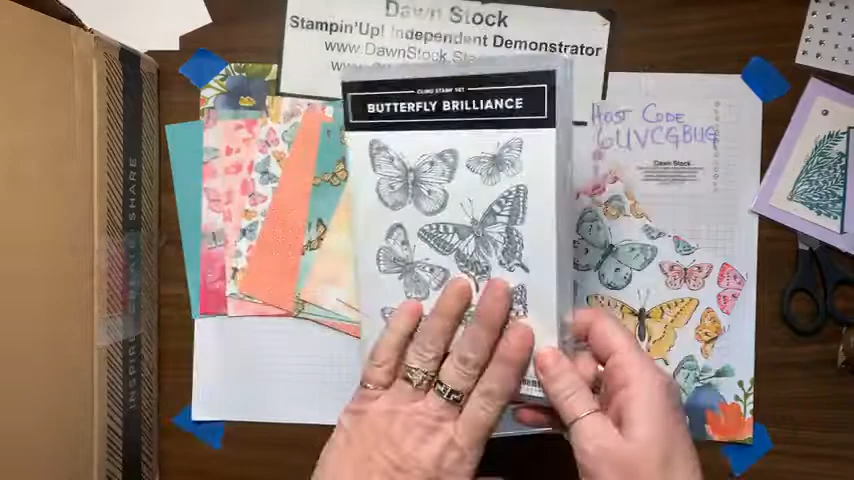 Dawn Stock
Stampin'Up! Independent Demonstrator
www.DawnStock.
CLING STAMP SET
BUTTERFLY BRILLIANCE
HOST CODE
6UVCGBUG
Dawn Stock
INSPIRE. CREATE. SHARE.